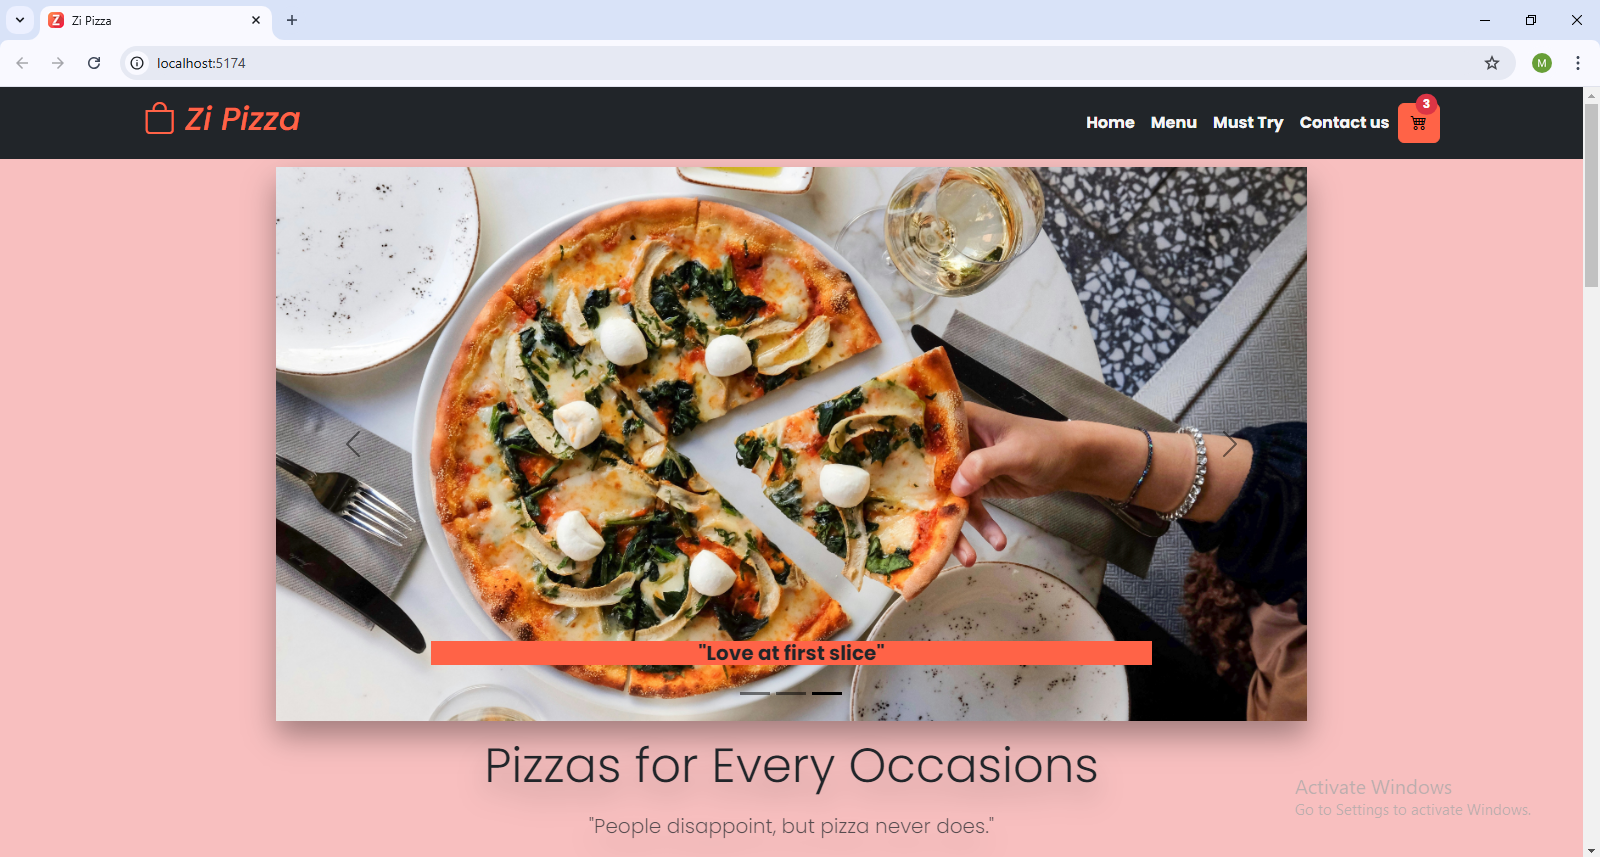 Zi Pizza
localhost:5174
M
Zi Pizza
Home Menu Must Try Contact us 3
"Love at first slice"
Pizzas for Every Occasions
"People disappoint, but pizza never does."
Activate Windows
Go to Settings to activate Windows.